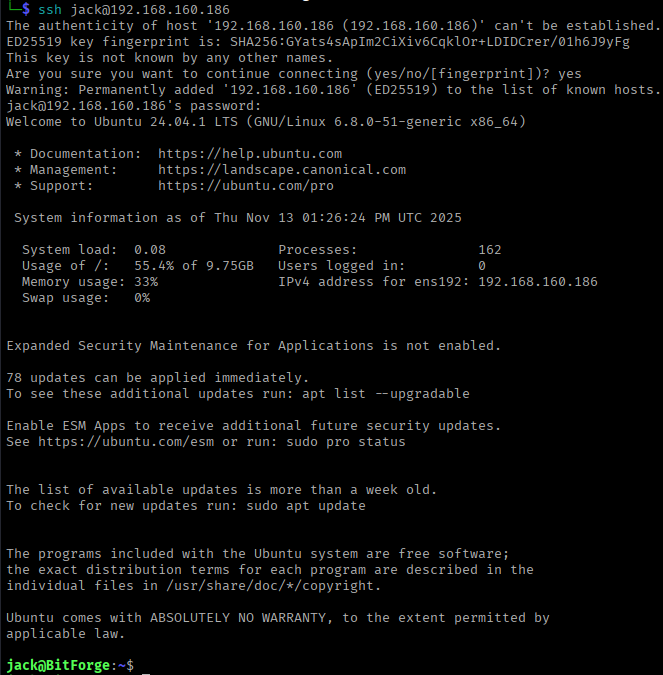 └─$ ssh jack@192.168.160.186
The authenticity of host '192.168.160.186 (192.168.160.186)' can't be established.
ED25519 key fingerprint is: SHA256:GYats4sApIm2CiXiv6CqklOr+LDIDCrer/01h6J9yFg
This key is not known by any other names.
Are you sure you want to continue connecting (yes/no/[fingerprint])? yes
Warning: Permanently added '192.168.160.186' (ED25519) to the list of known hosts.
jack@192.168.160.186's password:
Welcome to Ubuntu 24.04.1 LTS (GNU/Linux 6.8.0-51-generic x86_64)

 * Documentation:  https://help.ubuntu.com
 * Management:     https://landscape.canonical.com
 * Support:        https://ubuntu.com/pro

 System information as of Thu Nov 13 01:26:24 PM UTC 2025

  System load:  0.08              Processes:               162
  Usage of /:   55.4% of 9.75GB   Users logged in:         0
  Memory usage: 33%               IPv4 address for ens192: 192.168.160.186
  Swap usage:   0%

Expanded Security Maintenance for Applications is not enabled.

78 updates can be applied immediately.
To see these additional updates run: apt list --upgradable

Enable ESM Apps to receive additional future security updates.
See https://ubuntu.com/esm or run: sudo pro status

The list of available updates is more than a week old.
To check for new updates run: sudo apt update

The programs included with the Ubuntu system are free software;
the exact distribution terms for each program are described in the
individual files in /usr/share/doc/*/copyright.

Ubuntu comes with ABSOLUTELY NO WARRANTY, to the extent permitted by
applicable law.

jack@BitForge:~$